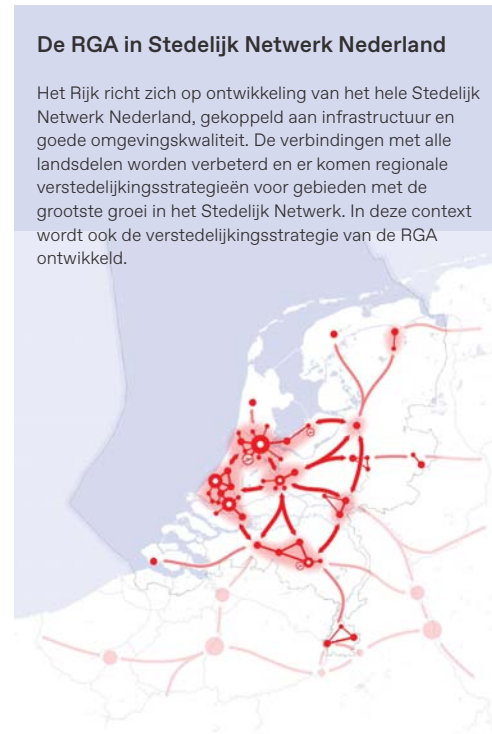 De RGA in Stedelijk Netwerk Nederland
Het Rijk richt zich op ontwikkeling van het hele Stedelijk
Netwerk Nederland, gekoppeld aan infrastructuur en
goede omgevingskwaliteit. De verbindingen met alle
landsdelen worden verbeterd en er komen regionale
verstedelijkingsstrategieën voor gebieden met de
grootste groei in het Stedelijk Netwerk. In deze context
wordt ook de verstedelijkingsstrategie van de RGA
ontwikkeld.